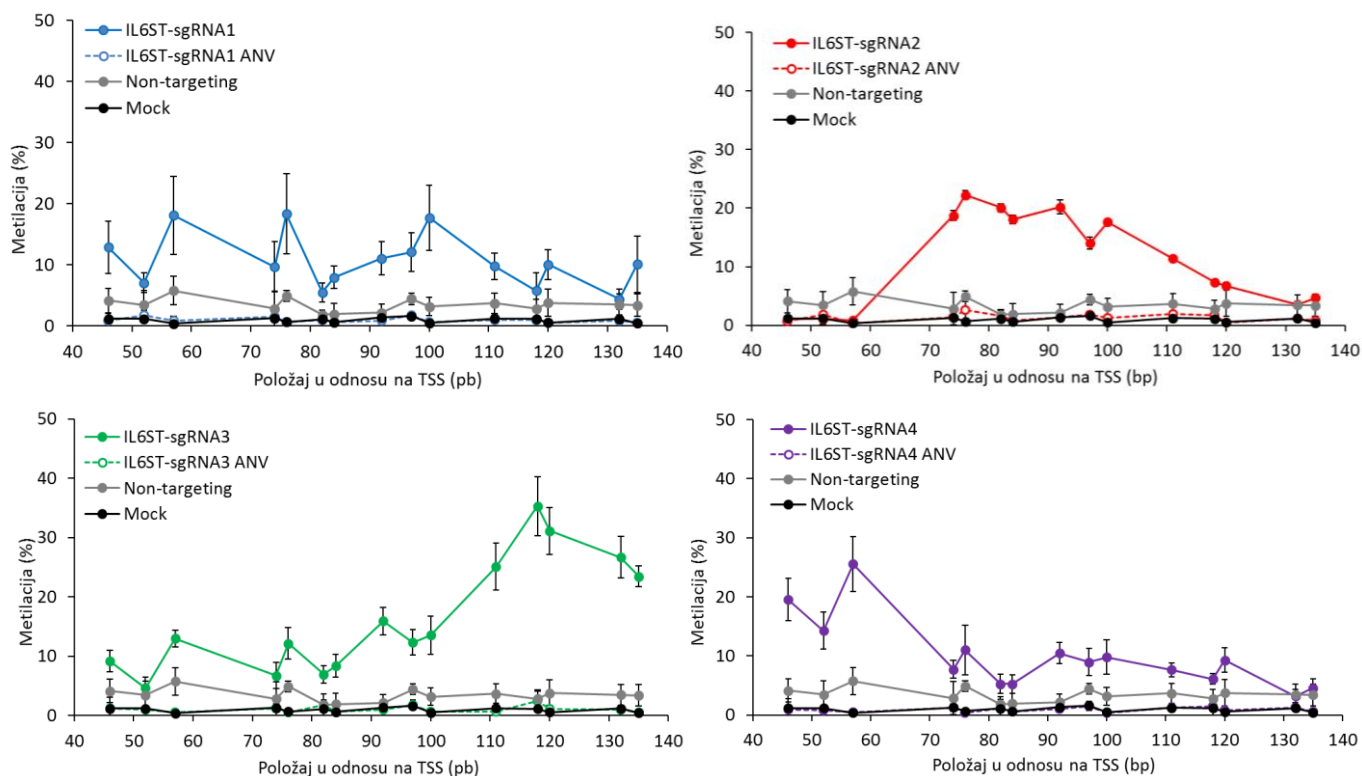 IL6ST-sgRNA1
IL6ST-sgRNA1 ANV
Non-targeting
Mock
Metilacija (%)
50
40
30
20
10
0
40 50 60 70 80 90 100 110 120 130 140
Položaj u odnosu na TSS (pb)
IL6ST-sgRNA2
IL6ST-sgRNA2 ANV
Non-targeting
Mock
Metilacija (%)
50
40
30
20
10
0
40 50 60 70 80 90 100 110 120 130 140
Položaj u odnosu na TSS (bp)
IL6ST-sgRNA3
IL6ST-sgRNA3 ANV
Non-targeting
Mock
Metilacija (%)
50
40
30
20
10
0
40 50 60 70 80 90 100 110 120 130 140
Položaj u odnosu na TSS (pb)
IL6ST-sgRNA4
IL6ST-sgRNA4 ANV
Non-targeting
Mock
Metilacija (%)
50
40
30
20
10
0
40 50 60 70 80 90 100 110 120 130 140
Položaj u odnosu na TSS (bp)